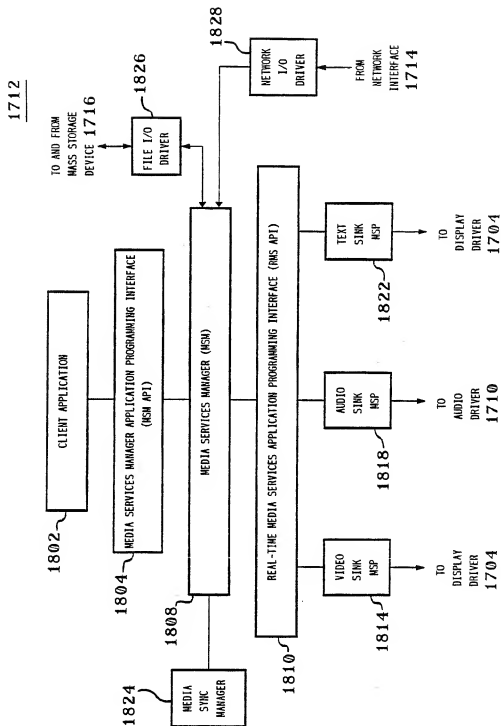 1712
CLIENT APPLICATION
1802
MEDIA SERVICES MANAGER APPLICATION PROGRAMMING INTERFACE
(MSM API)
1804
TO AND FROM
MASS STORAGE
DEVICE 1716
FILE I/O
DRIVER
1826
NETWORK
I/O
DRIVER
1828
FROM
NETWORK
INTERFACE
1714
MEDIA SERVICES MANAGER (MSM)
1808
MEDIA
SYNC
MANAGER
1824
REAL-TIME MEDIA SERVICES APPLICATION PROGRAMMING INTERFACE (RMS API)
1810
VIDEO
SINK
MSP
1814
TO
DISPLAY
DRIVER
1704
AUDIO
SINK
MSP
1818
TO
AUDIO
DRIVER
1710
TEXT
SINK
MSP
1822
TO
DISPLAY
DRIVER
1704